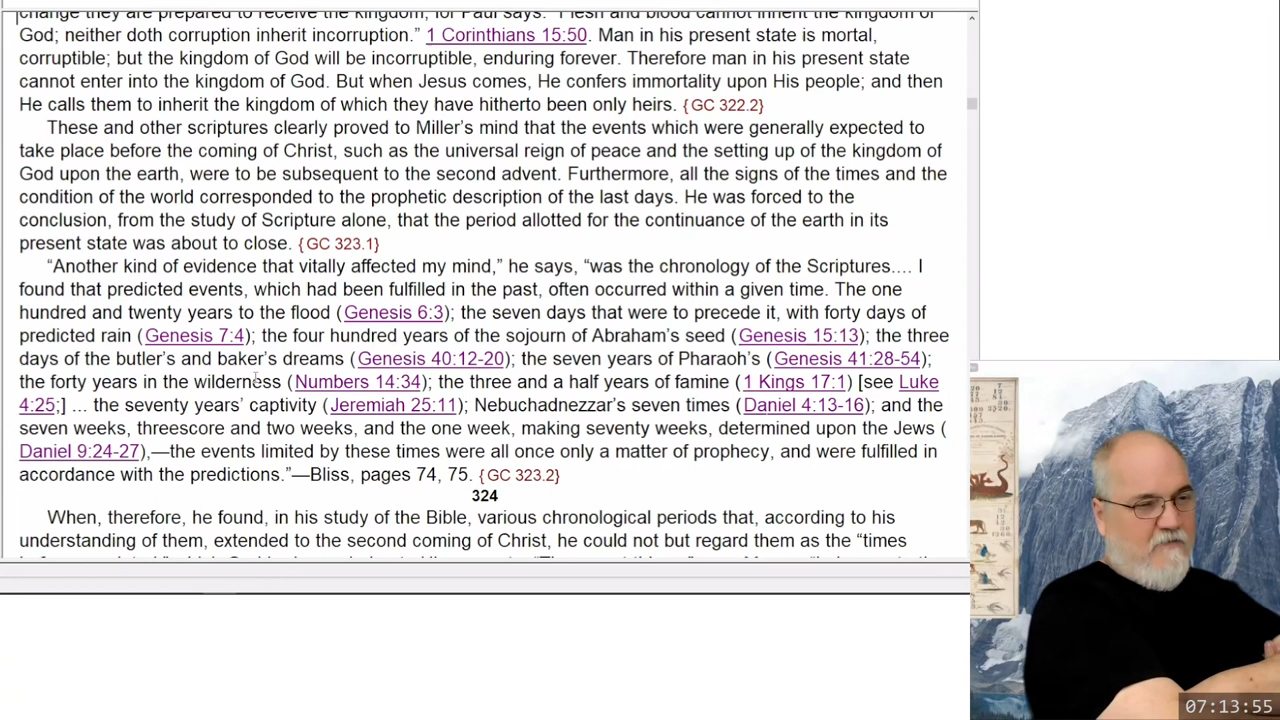 change they are prepared to receive the kingdom, for Paul says: “Flesh and blood cannot inherit the kingdom of
God; neither doth corruption inherit incorruption.” 1 Corinthians 15:50. Man in his present state is mortal,
corruptible; but the kingdom of God will be incorruptible, enduring forever. Therefore man in his present state
cannot enter into the kingdom of God. But when Jesus comes, He confers immortality upon His people; and then
He calls them to inherit the kingdom of which they have hitherto been only heirs. {GC 322.2}
These and other scriptures clearly proved to Miller’s mind that the events which were generally expected to
take place before the coming of Christ, such as the universal reign of peace and the setting up of the kingdom of
God upon the earth, were to be subsequent to the second advent. Furthermore, all the signs of the times and the
condition of the world corresponded to the prophetic description of the last days. He was forced to the
conclusion, from the study of Scripture alone, that the period allotted for the continuance of the earth in its
present state was about to close. {GC 323.1}
“Another kind of evidence that vitally affected my mind,” he says, “was the chronology of the Scriptures.... I
found that predicted events, which had been fulfilled in the past, often occurred within a given time. The one
hundred and twenty years to the flood (Genesis 6:3); the seven days that were to precede it, with forty days of
predicted rain (Genesis 7:4); the four hundred years of the sojourn of Abraham’s seed (Genesis 15:13); the three
days of the butler’s and baker’s dreams (Genesis 40:12-20); the seven years of Pharaoh’s (Genesis 41:28-54);
the forty years in the wilderness (Numbers 14:34); the three and a half years of famine (1 Kings 17:1) [see Luke
4:25;] ... the seventy years’ captivity (Jeremiah 25:11); Nebuchadnezzar’s seven times (Daniel 4:13-16); and the
seven weeks, threescore and two weeks, and the one week, making seventy weeks, determined upon the Jews (
Daniel 9:24-27),—the events limited by these times were all once only a matter of prophecy, and were fulfilled in
accordance with the predictions.”—Bliss, pages 74, 75. {GC 323.2}
324
When, therefore, he found, in his study of the Bible, various chronological periods that, according to his
understanding of them, extended to the second coming of Christ, he could not but regard them as the “times
07:13:55